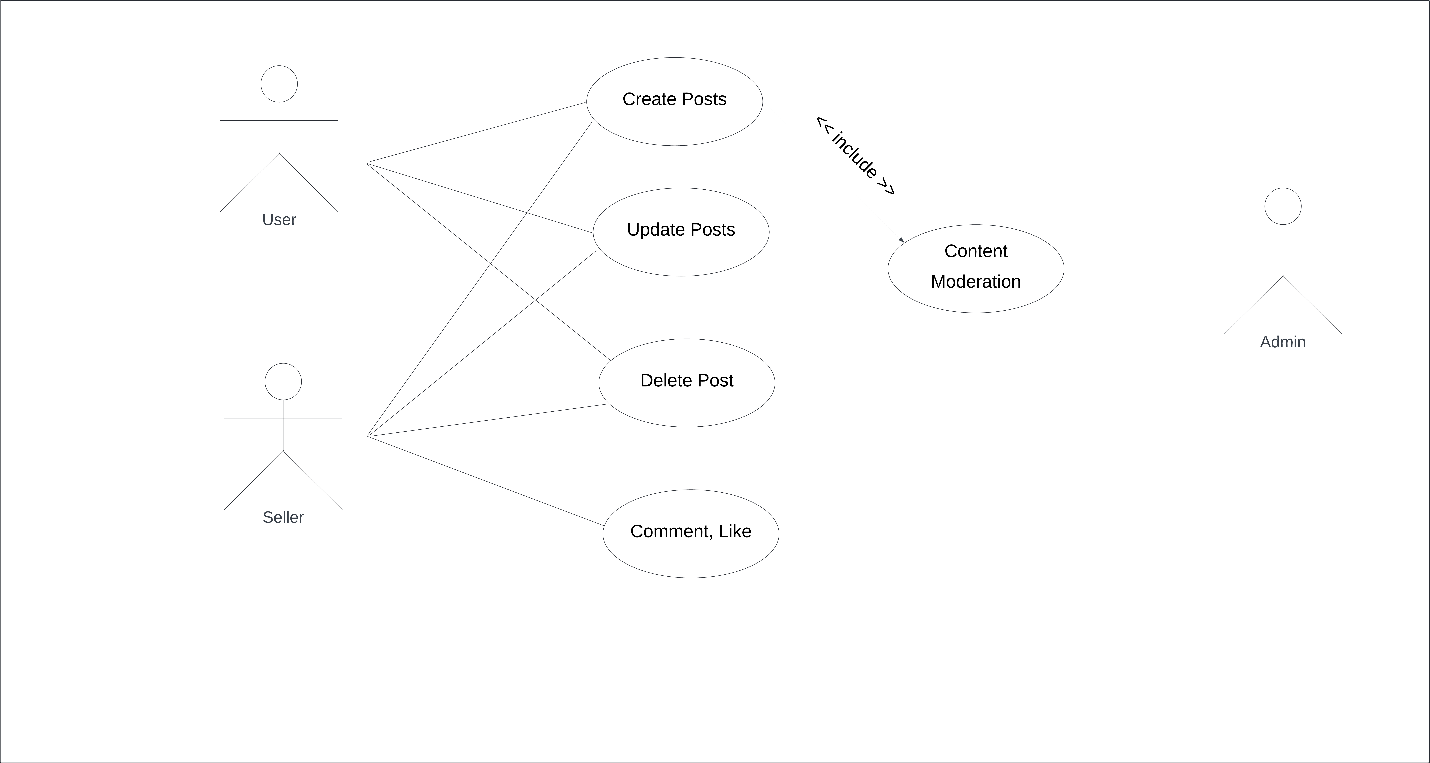 Create Posts
<< include >>
User
Update Posts
Content
Moderation
Admin
Delete Post
Seller
Comment, Like